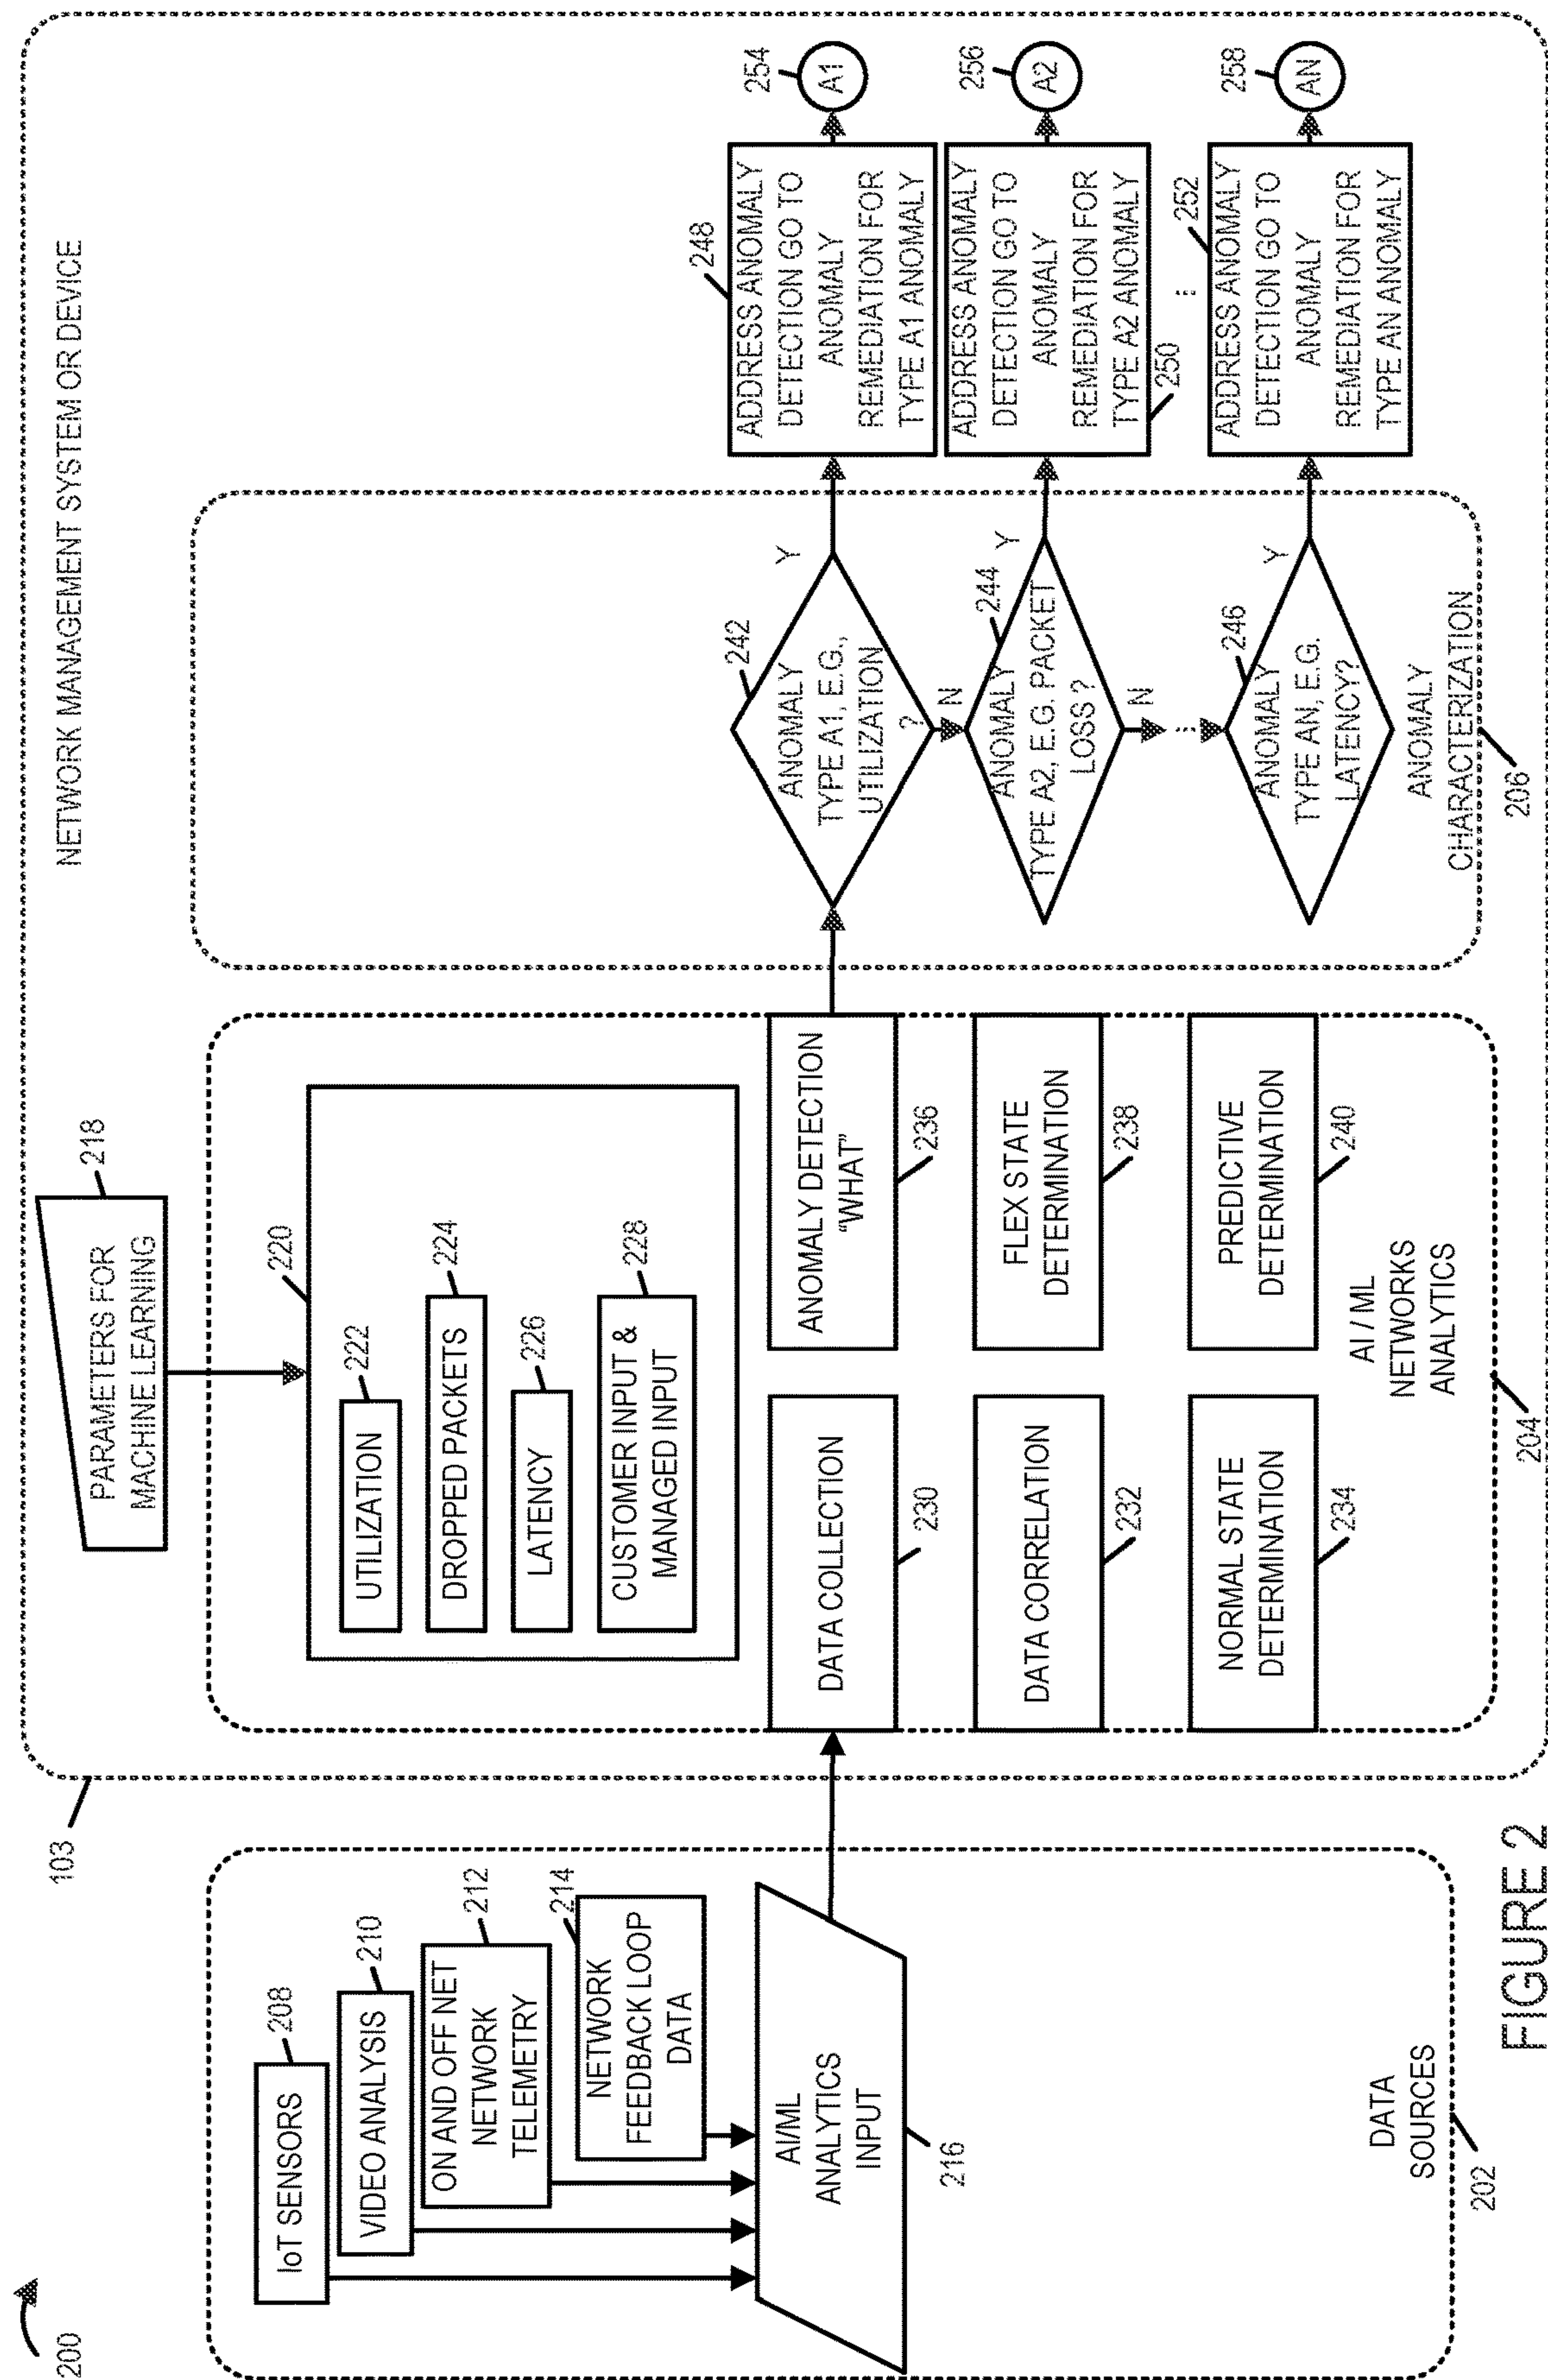 200
103
NETWORK MANAGEMENT SYSTEM OR DEVICE
IoT SENSORS
208
VIDEO ANALYSIS
210
ON AND OFF NET
NETWORK
TELEMETRY
212
NETWORK
FEEDBACK LOOP
DATA
214
AI/ML
ANALYTICS
INPUT
216
DATA
SOURCES
202
PARAMETERS FOR
MACHINE LEARNING
218
220
UTILIZATION
222
DROPPED PACKETS
224
LATENCY
226
CUSTOMER INPUT &
MANAGED INPUT
228
DATA COLLECTION
230
DATA CORRELATION
232
NORMAL STATE
DETERMINATION
234
ANOMALY DETECTION
“WHAT”
236
FLEX STATE
DETERMINATION
238
PREDICTIVE
DETERMINATION
240
AI / ML
NETWORKS
ANALYTICS
204
ANOMALY
TYPE A1, E.G.,
UTILIZATION
?
242
Y
N
ANOMALY
TYPE A2, E.G. PACKET
LOSS?
244
Y
N
ANOMALY
TYPE AN, E.G.
LATENCY?
246
Y
ANOMALY
CHARACTERIZATION
206
248
ADDRESS ANOMALY
DETECTION GO TO
ANOMALY
REMEDIATION FOR
TYPE A1 ANOMALY
254
A1
ADDRESS ANOMALY
DETECTION GO TO
ANOMALY
REMEDIATION FOR
TYPE A2 ANOMALY
250
256
A2
252
ADDRESS ANOMALY
DETECTION GO TO
ANOMALY
REMEDIATION FOR
TYPE AN ANOMALY
258
AN
FIGURE 2